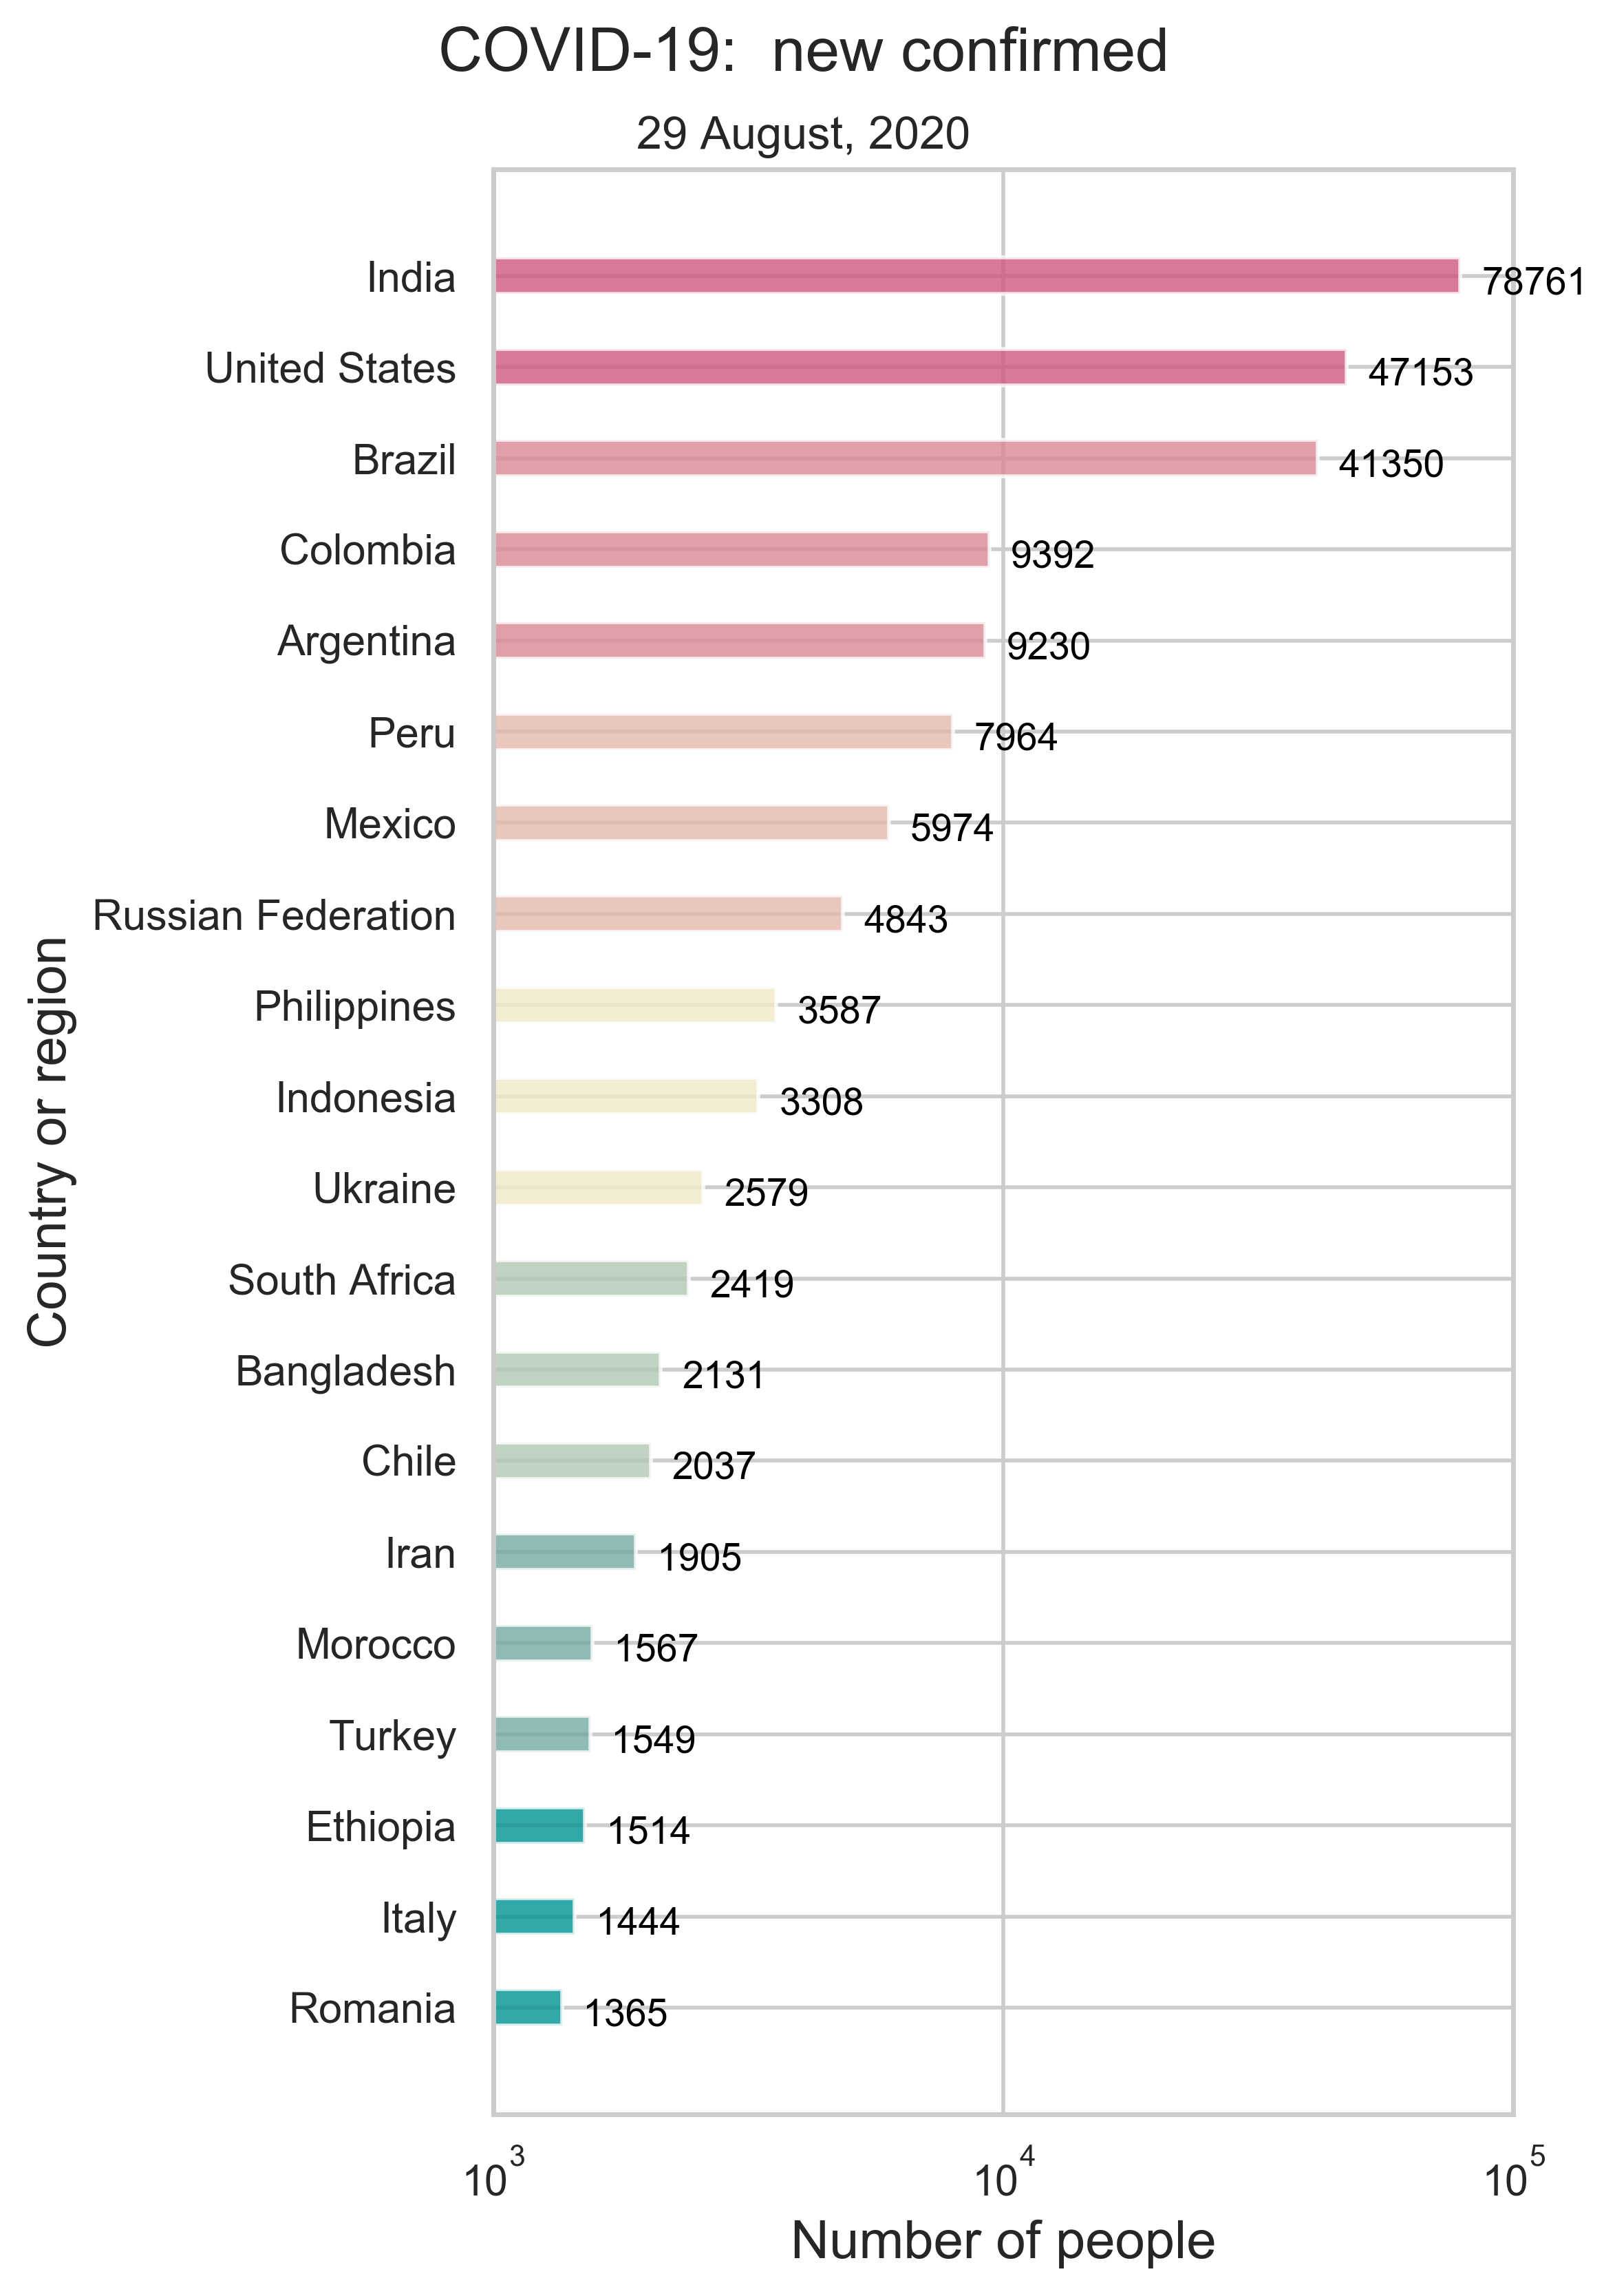 COVID-19:  new confirmed
29 August, 2020
Country or region
India 78761
United States 47153
Brazil 41350
Colombia 9392
Argentina 9230
Peru 7964
Mexico 5974
Russian Federation 4843
Philippines 3587
Indonesia 3308
Ukraine 2579
South Africa 2419
Bangladesh 2131
Chile 2037
Iran 1905
Morocco 1567
Turkey 1549
Ethiopia 1514
Italy 1444
Romania 1365
10³ 10⁴ 10⁵
Number of people